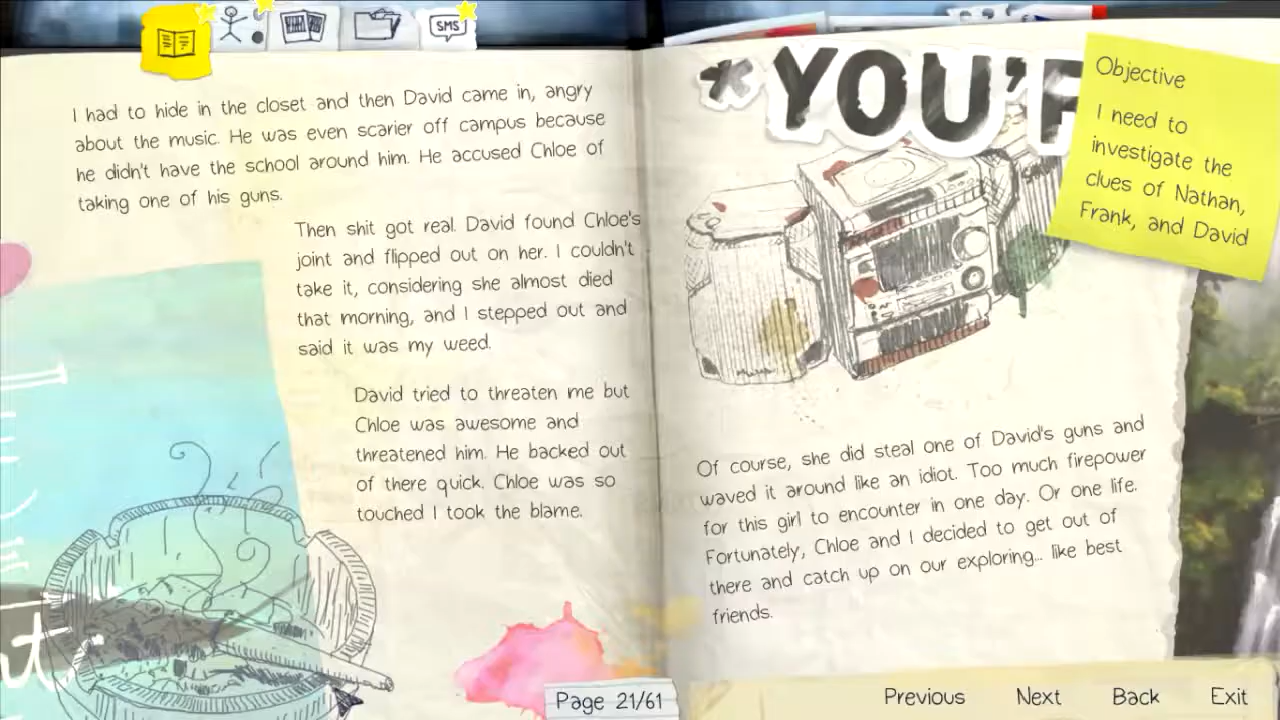 SMS
I had to hide in the closet and then David came in, angry
about the music. He was even scarier off campus because
he didn't have the school around him. He accused Chloe of
taking one of his guns.
Then shit got real. David found Chloe's
joint and flipped out on her. I couldn't
take it, considering she almost died
that morning, and I stepped out and
said it was my weed.
David tried to threaten me but
Chloe was awesome and
threatened him. He backed out
of there quick. Chloe was so
touched I took the blame.
*YOU'
Objective
I need to
investigate the
clues of Nathan,
Frank, and David
Of course, she did steal one of David's guns and
waved it around like an idiot. Too much firepower
for this girl to encounter in one day. Or one life.
Fortunately, Chloe and I decided to get out of
there and catch up on our exploring... like best
friends.
Page 21/61
Previous
Next
Back
Exit